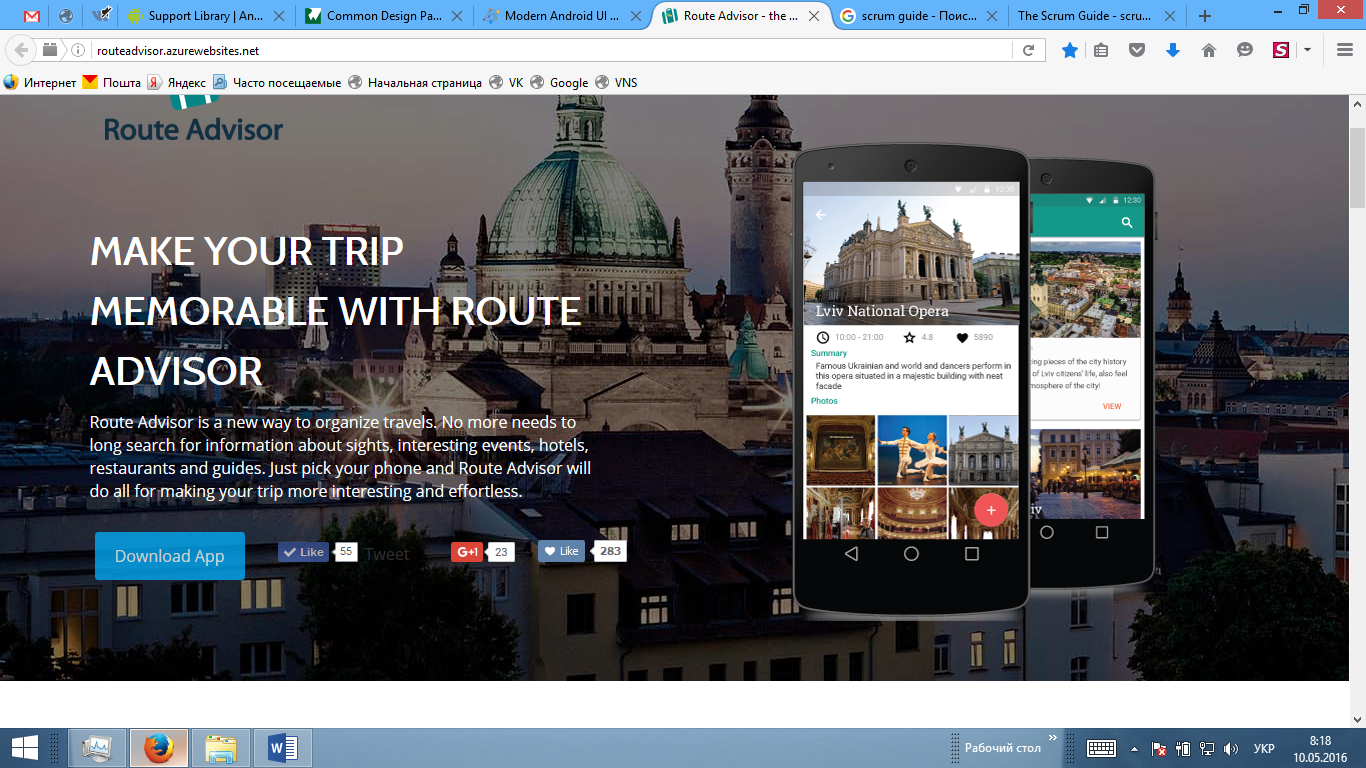 Support Library | An...
Common Design Pa...
Modern Android UI ...
Route Advisor - the ...
scrum guide - Поис...
The Scrum Guide - scru...
routeadvisor.azurewebsites.net
Интернет
Пошта
Яндекс
Часто посещаемые
Начальная страница
VK
Google
VNS
Route Advisor
MAKE YOUR TRIP
MEMORABLE WITH ROUTE
ADVISOR
Route Advisor is a new way to organize travels. No more needs to
long search for information about sights, interesting events, hotels,
restaurants and guides. Just pick your phone and Route Advisor will
do all for making your trip more interesting and effortless.
Download App
Like 55
Tweet
G+1 23
Like 283
12:30
Lviv National Opera
10:00 - 21:00 4.8 5890
Summary
Famous Ukrainian and world and dancers perform in
this opera situated in a majestic building with neat
facade
Photos
12:30
ting pieces of the city history
of Lviv citizens' life, also feel
mosphere of the city!
VIEW
iv
Рабочий стол
УКР
8:18
10.05.2016